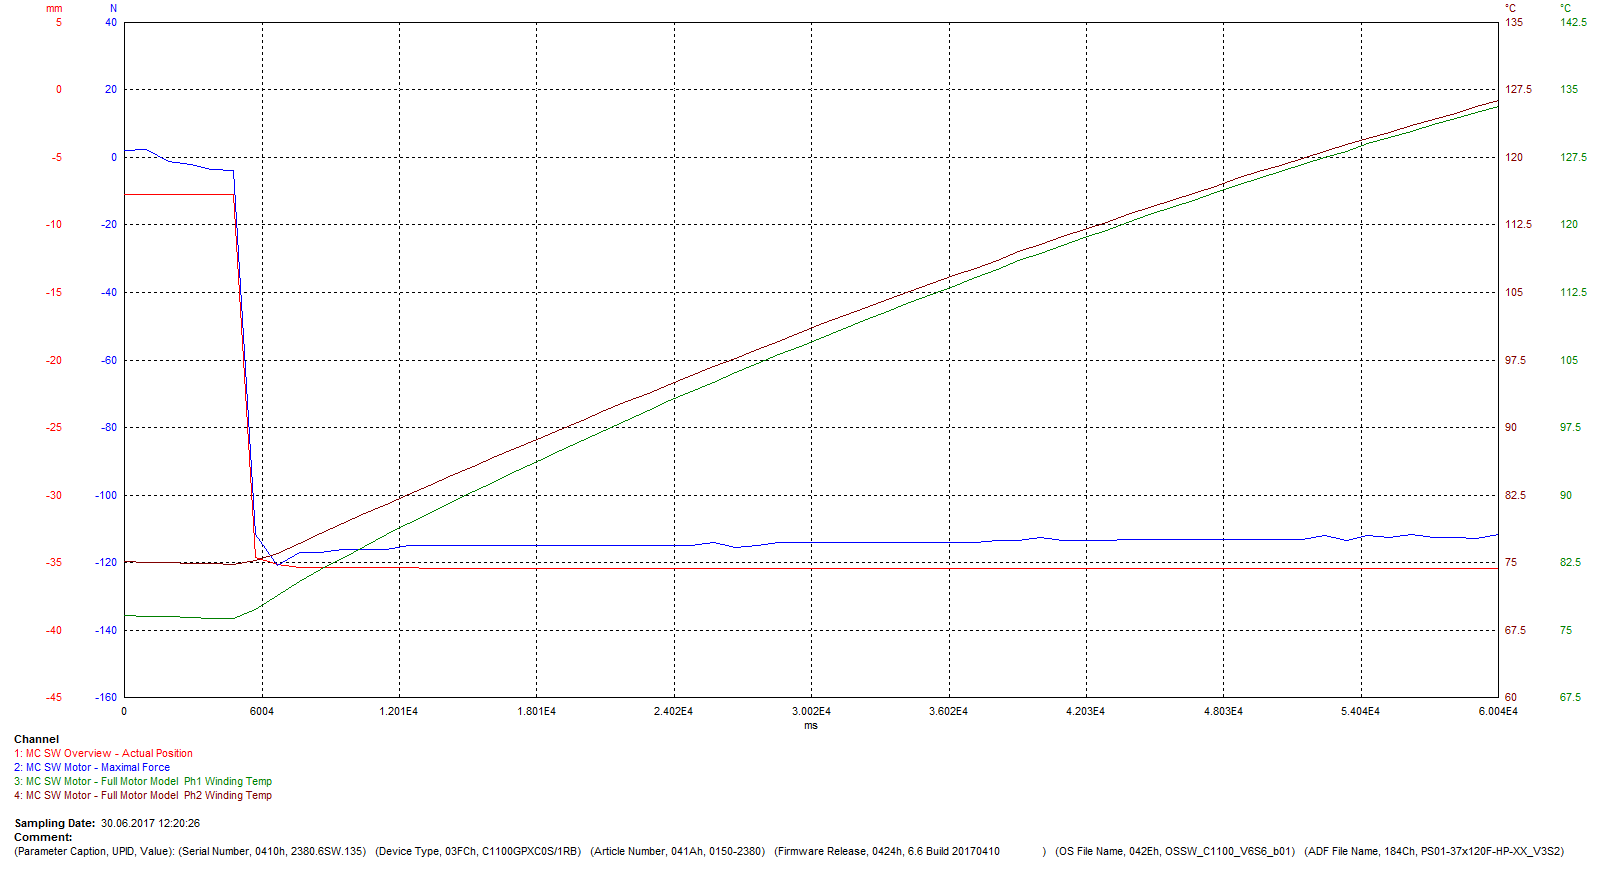 mm N °C °C
5 40 135 142.5
0 20 127.5 135
-5 0 120 127.5
-10 -20 112.5 120
-15 -40 105 112.5
-20 -60 97.5 105
-25 -80 90 97.5
-30 -100 82.5 90
-35 -120 75 82.5
-40 -140 67.5 75
-45 -160 60 67.5
0 6004 1.201E4 1.801E4 2.402E4 3.002E4 3.602E4 4.203E4 4.803E4 5.404E4 6.004E4
ms
Channel
1: MC SW Overview - Actual Position
2: MC SW Motor - Maximal Force
3: MC SW Motor - Full Motor Model Ph1 Winding Temp
4: MC SW Motor - Full Motor Model Ph2 Winding Temp
Sampling Date: 30.06.2017 12:20:26
Comment:
(Parameter Caption, UPID, Value): (Serial Number, 0410h, 2380.6SW.135) (Device Type, 03FCh, C1100GPXC0S/1RB) (Article Number, 041Ah, 0150-2380) (Firmware Release, 0424h, 6.6 Build 20170410 ) (OS File Name, 042Eh, OSSW_C1100_V6S6_b01) (ADF File Name, 184Ch, PS01-37x120F-HP-XX_V3S2)